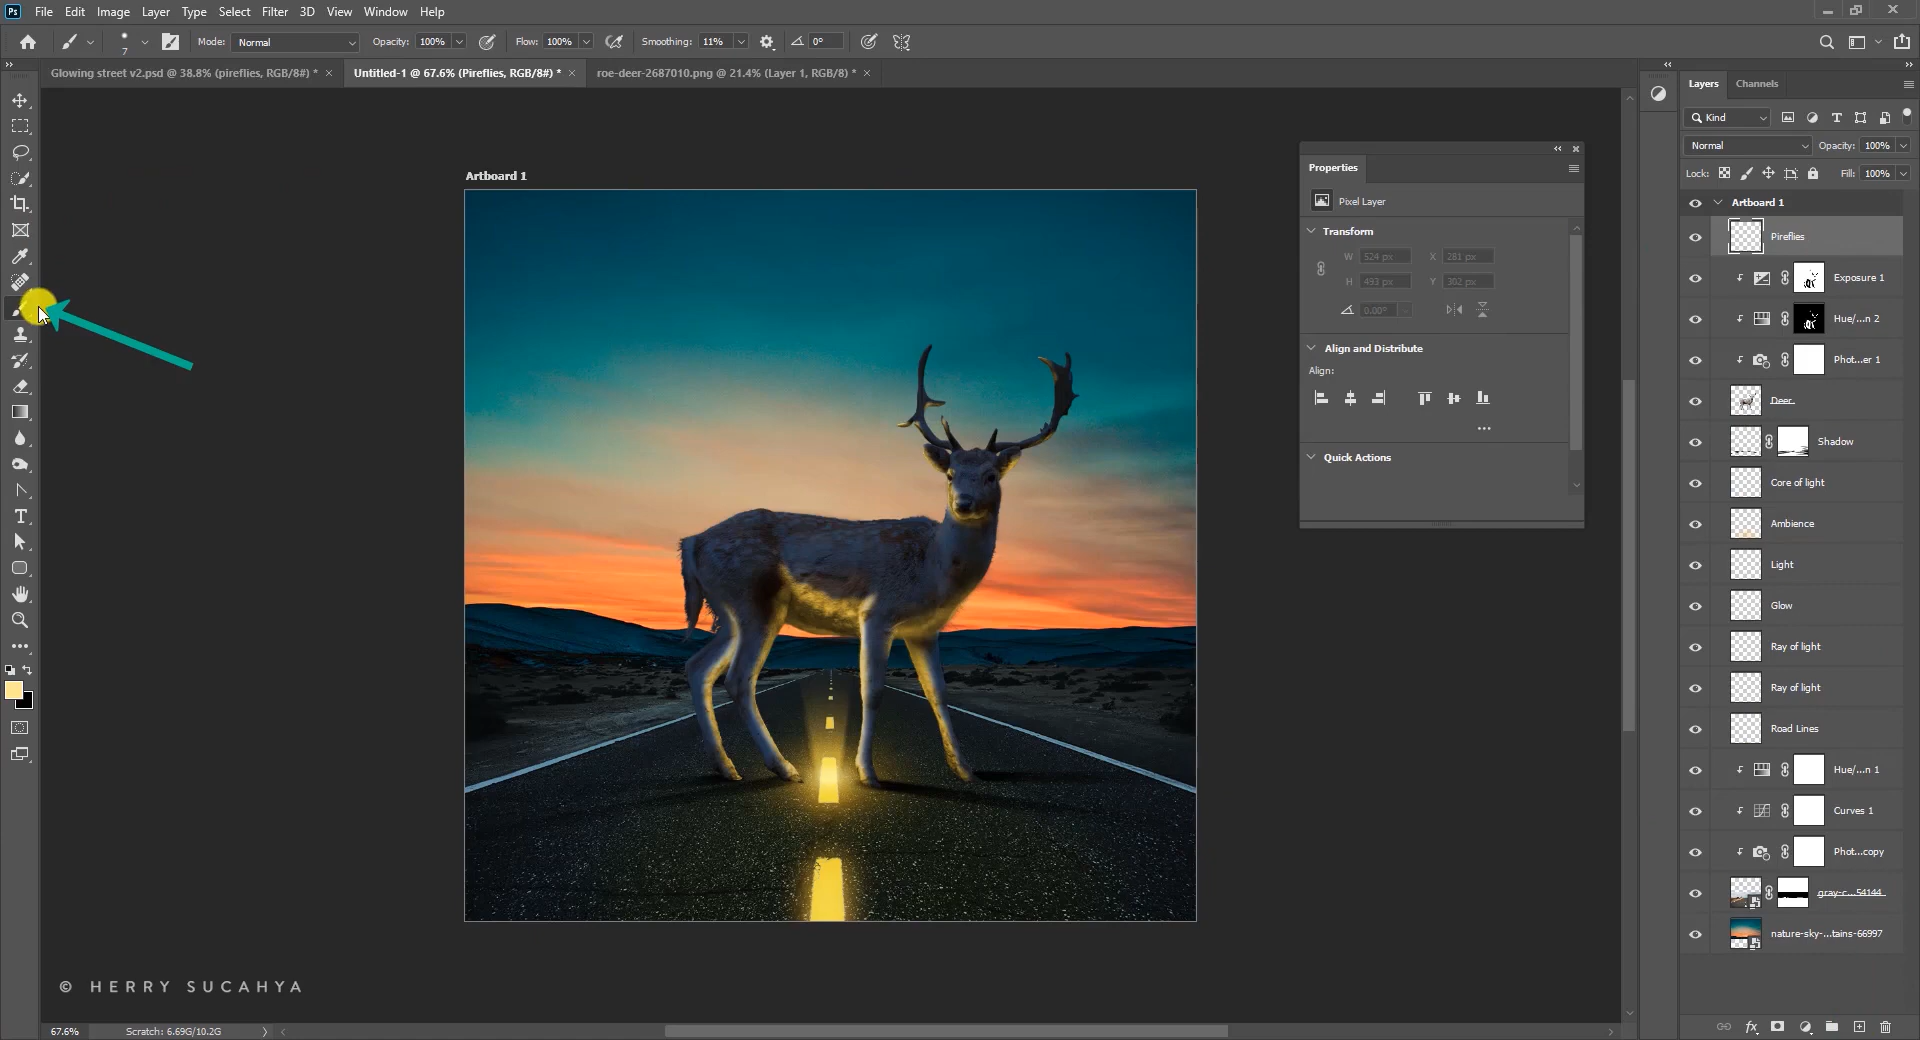 Ps File Edit Image Layer Type Select Filter 3D View Window Help
7 Mode: Normal Opacity: 100% Flow: 100% Smoothing: 11% 0°
Glowing street v2.psd @ 38.8% (pireflies, RGB/8#) * × Untitled-1 @ 67.6% (Pireflies, RGB/8#) * × roe-deer-2687010.png @ 21.4% (Layer 1, RGB/8) * ×
Artboard 1
Properties
Pixel Layer
Transform
W 524 px X 281 px
H 493 px Y 302 px
0.00°
Align and Distribute
Align:
Quick Actions
Layers Channels
Kind
Normal Opacity: 100%
Lock: Fill: 100%
Artboard 1
Pireflies
Exposure 1
Hue/...n 2
Phot...er 1
Deer
Shadow
Core of light
Ambience
Light
Glow
Ray of light
Ray of light
Road Lines
Hue/...n 1
Curves 1
Phot...copy
gray-c...54144
nature-sky-...tains-66997
© HERRY SUCAHYA
67.6% Scratch: 6.69G/10.2G